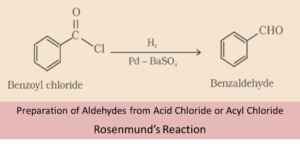 O
C
Cl
H₂
Pd – BaSO₄
CHO
Benzoyl chloride
Benzaldehyde
Preparation of Aldehydes from Acid Chloride or Acyl Chloride
Rosenmund's Reaction